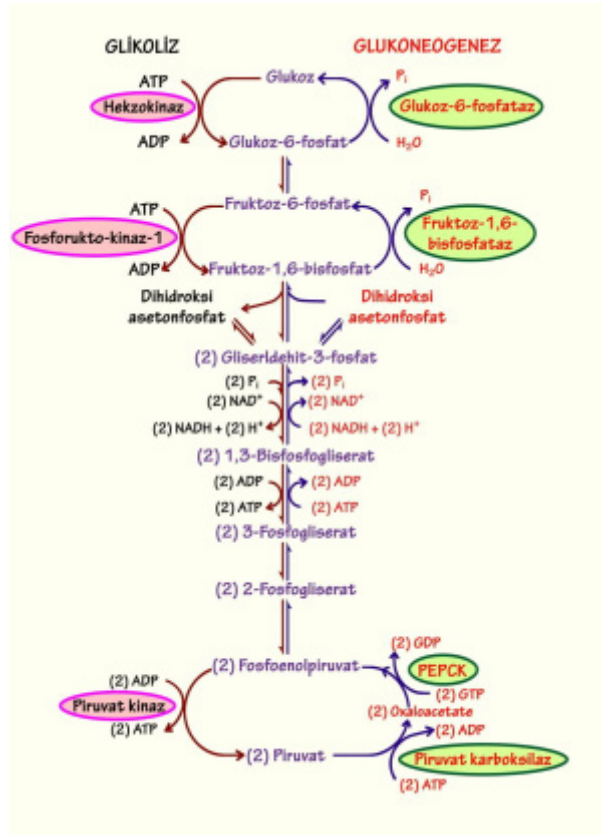 GLİKOLİZ
GLUKONEOGENEZ
ATP
Glukoz
Pi
Hekzokinaz
Glukoz-6-fosfataz
ADP
Glukoz-6-fosfat
H₂O
ATP
Fruktoz-6-fosfat
Pi
Fosforukto-kinaz-1
Fruktoz-1,6-
bisfosfataz
ADP
Fruktoz-1,6-bisfosfat
H₂O
Dihidroksi
asetonfosfat
Dihidroksi
asetonfosfat
(2) Gliserldehit-3-fosfat
(2) Pi
(2) Pi
(2) NAD⁺
(2) NAD⁺
(2) NADH + (2) H⁺
(2) NADH + (2) H⁺
(2) 1,3-Bisfosfogliserat
(2) ADP
(2) ADP
(2) ATP
(2) ATP
(2) 3-Fosfogliserat
(2) 2-Fosfogliserat
(2) GDP
(2) Fosfoenolpiruvat
PEPCK
(2) ADP
(2) GTP
Piruvat kinaz
(2) Oxaloacetate
(2) ATP
(2) ADP
(2) Piruvat
Piruvat karboksilaz
(2) ATP